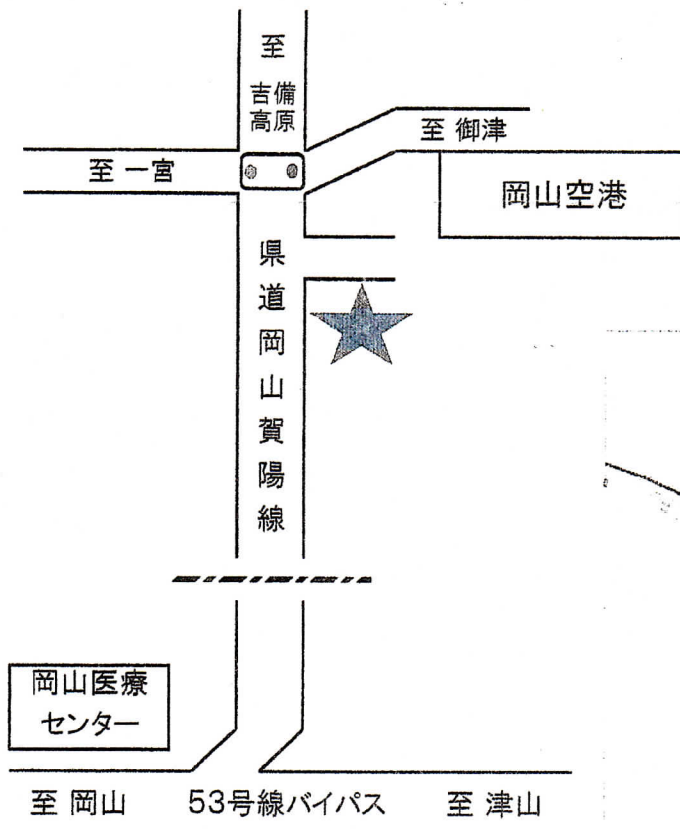 至
吉備
高原
至 御津
至 一宮
岡山空港
県道岡山賀陽線
岡山医療
センター
至 岡山
53号線バイパス
至 津山